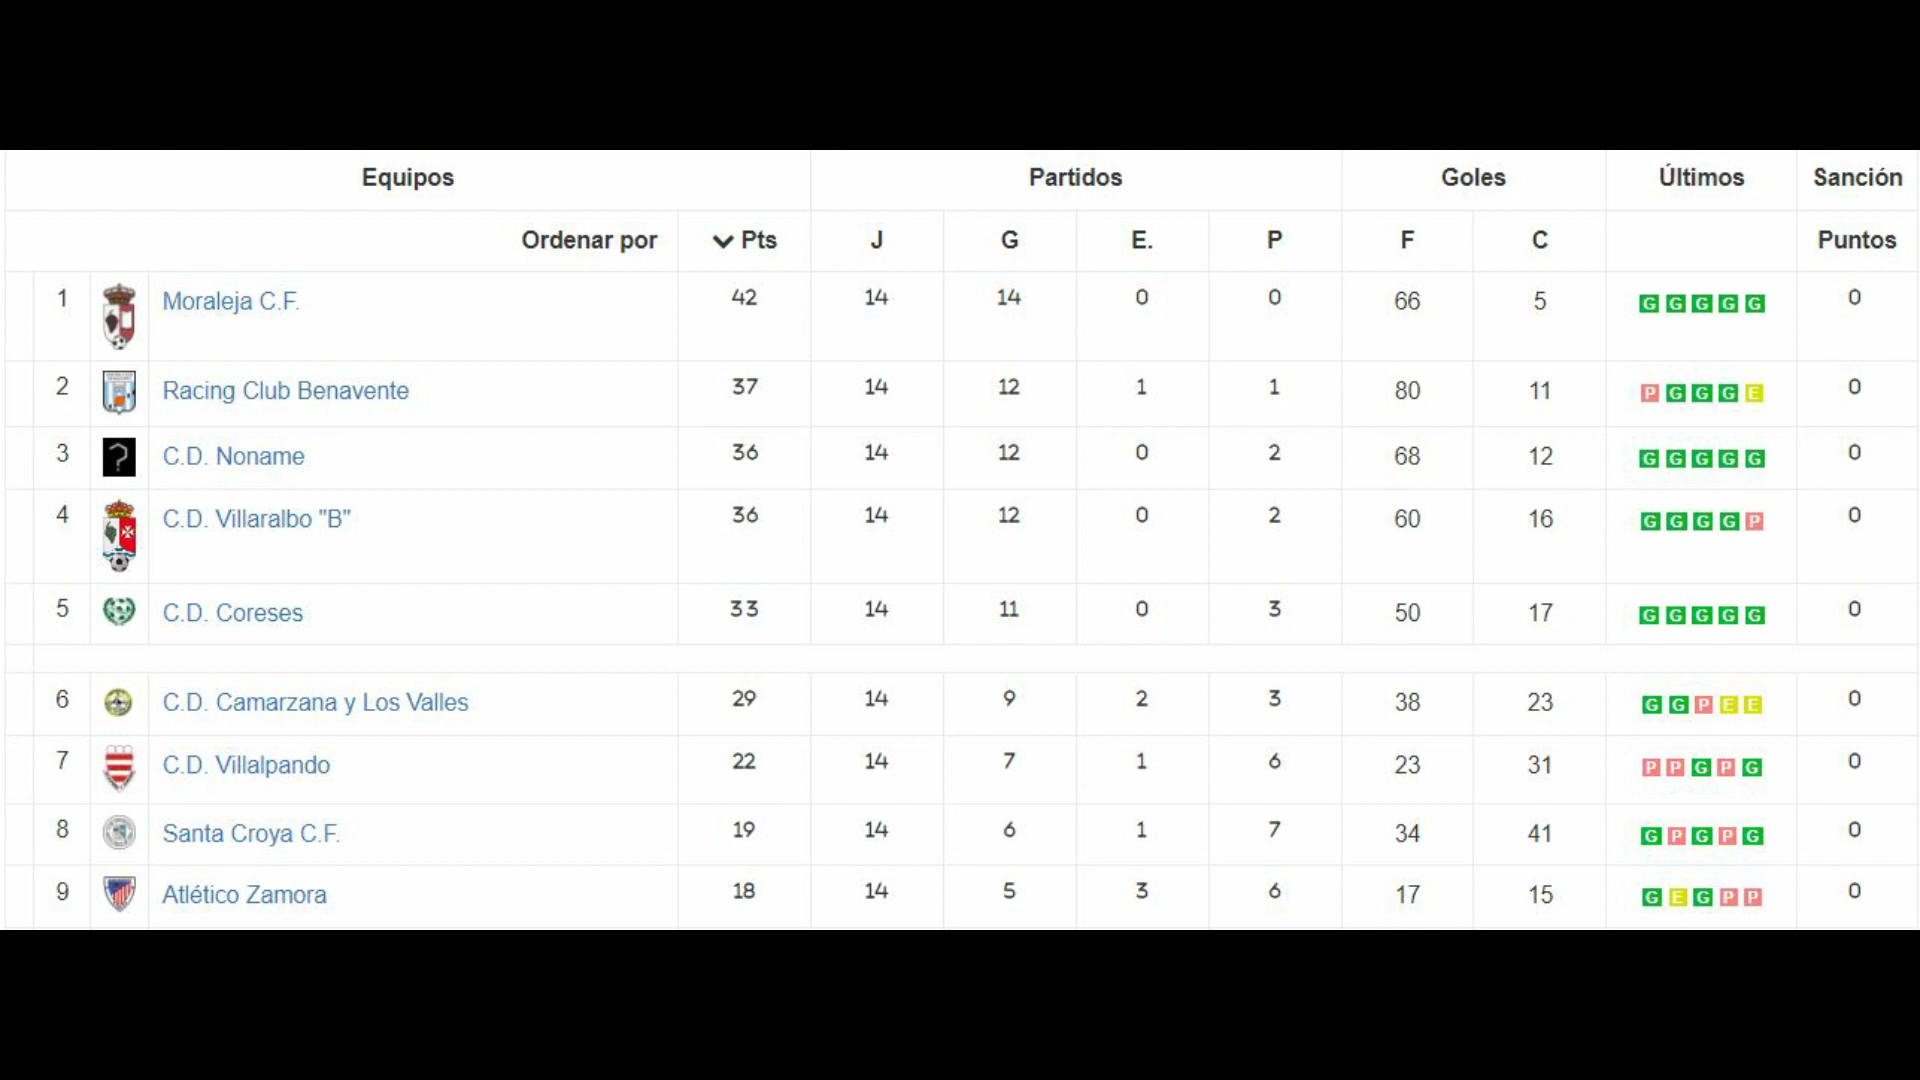 Equipos Partidos Goles Últimos Sanción
Ordenar por Pts J G E. P F C Puntos
1 Moraleja C.F. 42 14 14 0 0 66 5 G G G G G 0
2 Racing Club Benavente 37 14 12 1 1 80 11 P G G G E 0
3 ? C.D. Noname 36 14 12 0 2 68 12 G G G G G 0
4 C.D. Villaralbo "B" 36 14 12 0 2 60 16 G G G G P 0
5 C.D. Coreses 33 14 11 0 3 50 17 G G G G G 0
6 C.D. Camarzana y Los Valles 29 14 9 2 3 38 23 G G P E E 0
7 C.D. Villalpando 22 14 7 1 6 23 31 P P G P G 0
8 Santa Croya C.F. 19 14 6 1 7 34 41 G P G P G 0
9 Atlético Zamora 18 14 5 3 6 17 15 G E G P P 0